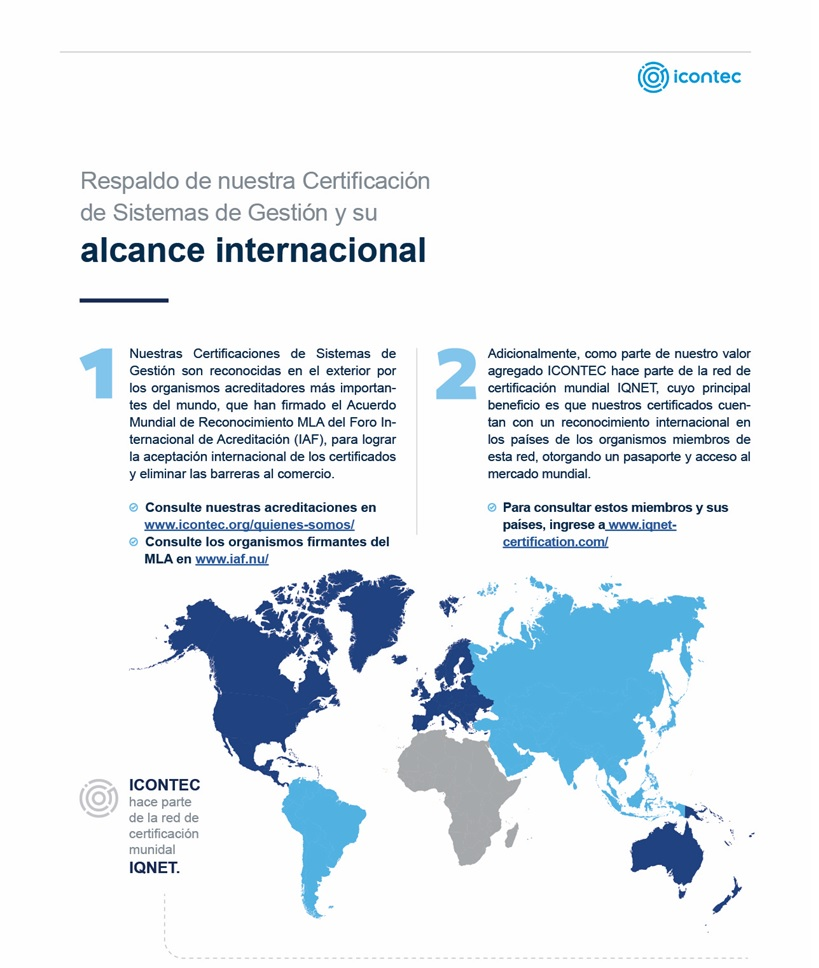 icontec
Respaldo de nuestra Certificación
de Sistemas de Gestión y su
alcance internacional
1
Nuestras Certificaciones de Sistemas de
Gestión son reconocidas en el exterior por
los organismos acreditadores más importan-
tes del mundo, que han firmado el Acuerdo
Mundial de Reconocimiento MLA del Foro In-
ternacional de Acreditación (IAF), para lograr
la aceptación internacional de los certificados
y eliminar las barreras al comercio.
Consulte nuestras acreditaciones en
www.icontec.org/quienes-somos/
Consulte los organismos firmantes del
MLA en www.iaf.nu/
2
Adicionalmente, como parte de nuestro valor
agregado ICONTEC hace parte de la red de
certificación mundial IQNET, cuyo principal
beneficio es que nuestros certificados cuen-
tan con un reconocimiento internacional en
los países de los organismos miembros de
esta red, otorgando un pasaporte y acceso al
mercado mundial.
Para consultar estos miembros y sus
países, ingrese a www.iqnet-
certification.com/
ICONTEC
hace parte
de la red de
certificación
munidal
IQNET.